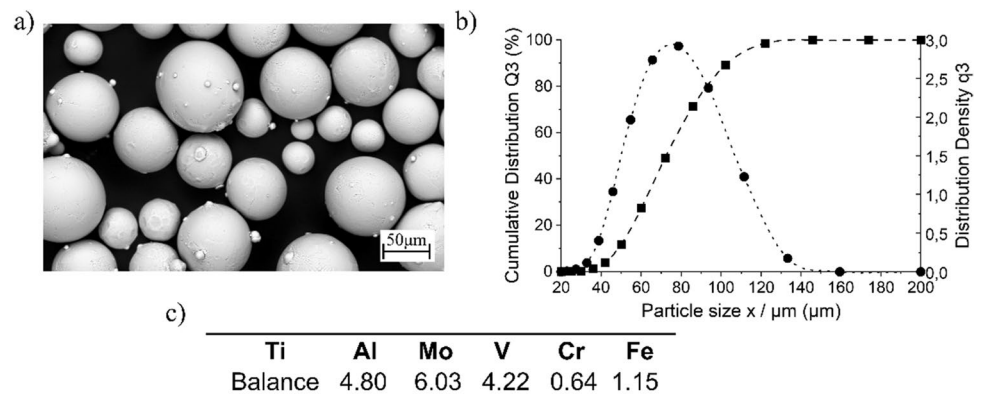 a)
50µm
b)
Cumulative Distribution Q3 (%)
100
80
60
40
20
0
3,0
2,5
2,0
1,5
1,0
0,5
0,0
Distribution Density q3
20 40 60 80 100 120 140 160 180 200
Particle size x / µm (µm)
c)
Ti Al Mo V Cr Fe
Balance 4.80 6.03 4.22 0.64 1.15